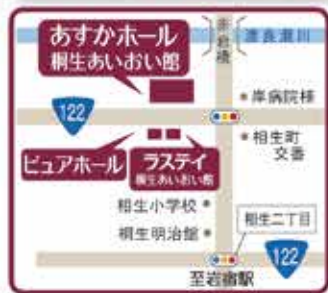 あすかホール
桐生あいおい館
赤岩橋
渡良瀬川
岸病院様
122
相生町
交番
ピュアホール
ラステイ
桐生あいおい館
相生小学校
桐生明治館
相生二丁目
122
至岩宿駅